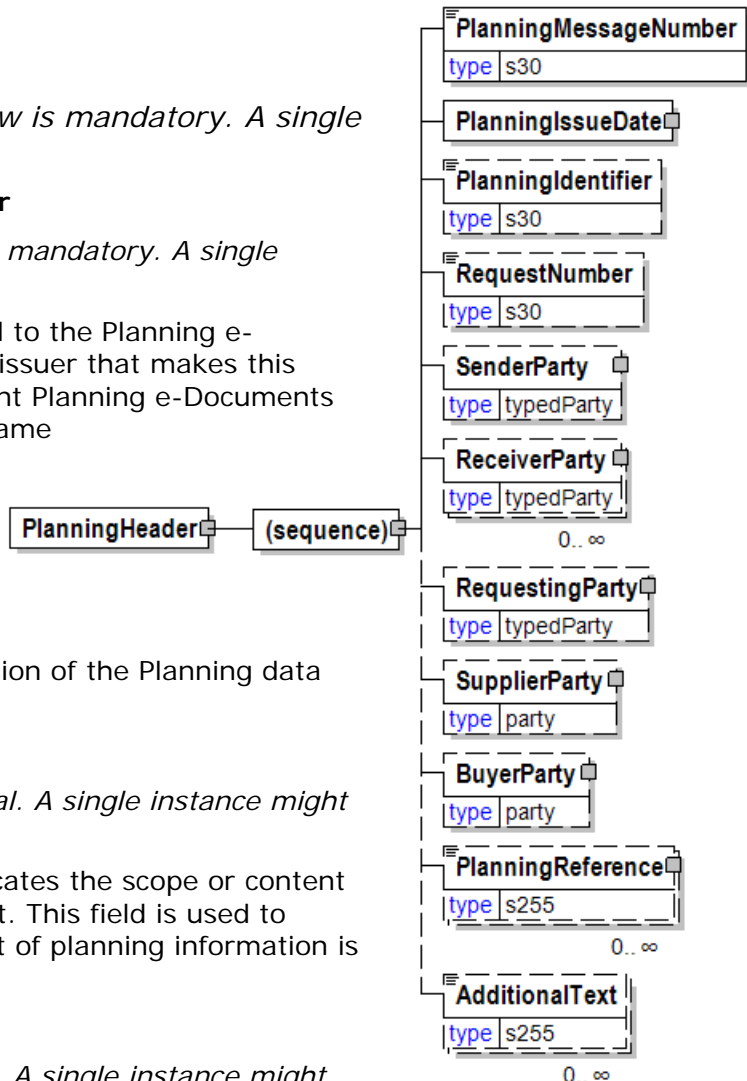 w is mandatory. A single
r
mandatory. A single
l to the Planning e-
issuer that makes this
nt Planning e-Documents
ame
tion of the Planning data
al. A single instance might
cates the scope or content
t. This field is used to
t of planning information is
. A single instance might
PlanningHeader
(sequence)
PlanningMessageNumber
type s30
PlanningIssueDate
PlanningIdentifier
type s30
RequestNumber
type s30
SenderParty
type typedParty
ReceiverParty
type typedParty
0.. ∞
RequestingParty
type typedParty
SupplierParty
type party
BuyerParty
type party
PlanningReference
type s255
0.. ∞
AdditionalText
type s255
0.. ∞